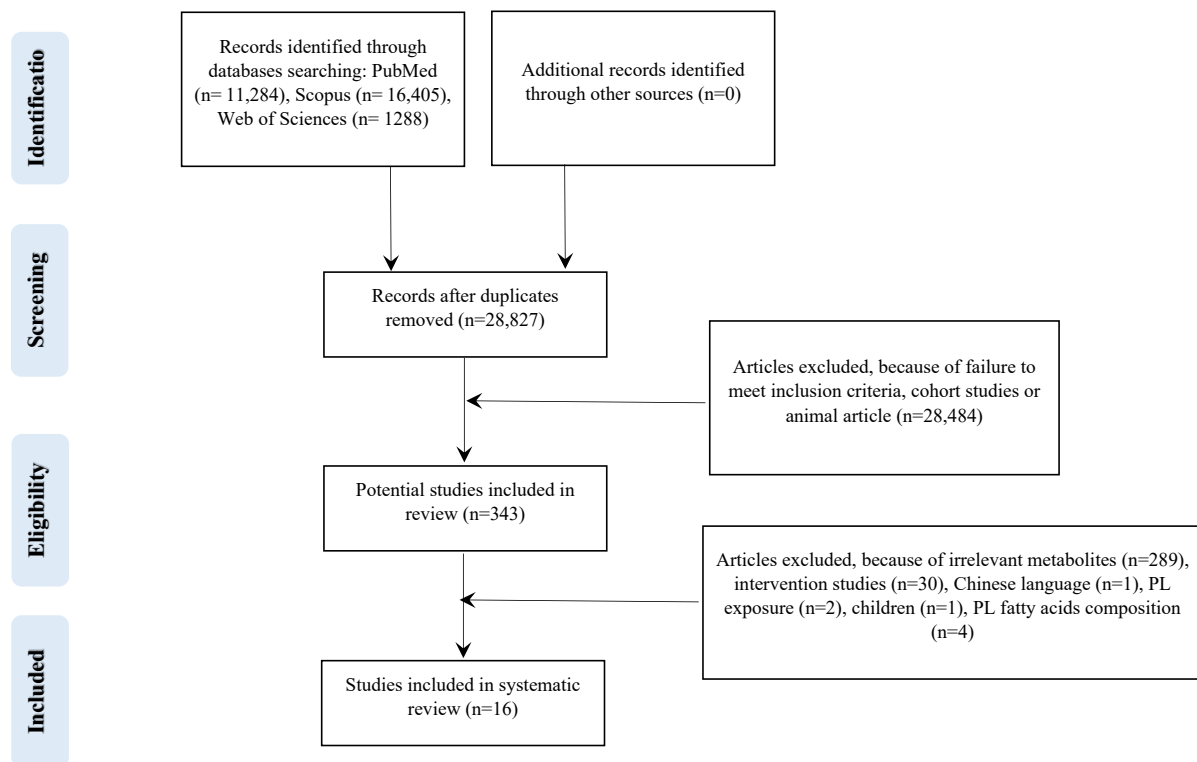 Identificatio
Records identified through
databases searching: PubMed
(n= 11,284), Scopus (n= 16,405),
Web of Sciences (n= 1288)
Additional records identified
through other sources (n=0)
Screening
Records after duplicates
removed (n=28,827)
Articles excluded, because of failure to
meet inclusion criteria, cohort studies or
animal article (n=28,484)
Eligibility
Potential studies included in
review (n=343)
Articles excluded, because of irrelevant metabolites (n=289),
intervention studies (n=30), Chinese language (n=1), PL
exposure (n=2), children (n=1), PL fatty acids composition
(n=4)
Included
Studies included in systematic
review (n=16)